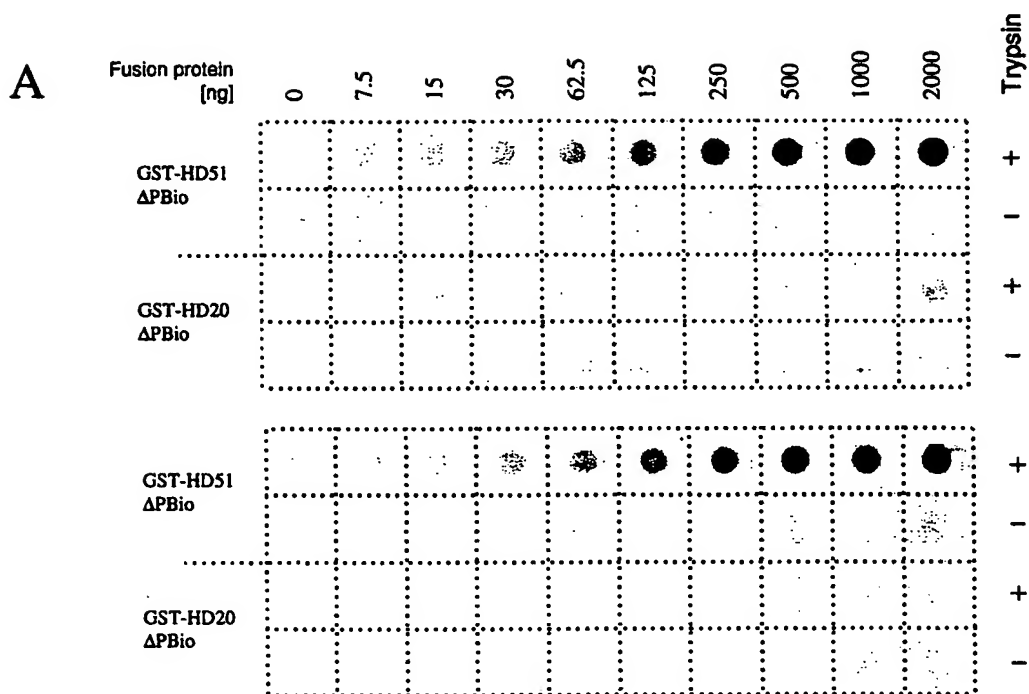 A
Fusion protein
[ng]
0 7.5 15 30 62.5 125 250 500 1000 2000 Trypsin
GST-HD51
ΔPBio
+
−
GST-HD20
ΔPBio
+
−
GST-HD51
ΔPBio
+
−
GST-HD20
ΔPBio
+
−